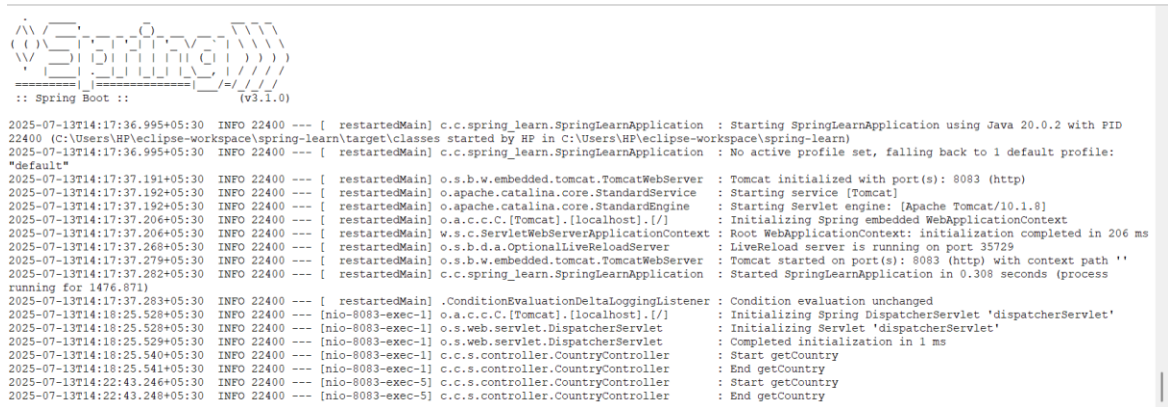 :: Spring Boot ::                (v3.1.0)
2025-07-13T14:17:36.995+05:30  INFO 22400 --- [  restartedMain] c.c.spring_learn.SpringLearnApplication  : Starting SpringLearnApplication using Java 20.0.2 with PID
22400 (C:\Users\HP\eclipse-workspace\spring-learn\target\classes started by HP in C:\Users\HP\eclipse-workspace\spring-learn)
2025-07-13T14:17:36.995+05:30  INFO 22400 --- [  restartedMain] c.c.spring_learn.SpringLearnApplication  : No active profile set, falling back to 1 default profile:
"default"
2025-07-13T14:17:37.191+05:30  INFO 22400 --- [  restartedMain] o.s.b.w.embedded.tomcat.TomcatWebServer  : Tomcat initialized with port(s): 8083 (http)
2025-07-13T14:17:37.192+05:30  INFO 22400 --- [  restartedMain] o.apache.catalina.core.StandardService   : Starting service [Tomcat]
2025-07-13T14:17:37.192+05:30  INFO 22400 --- [  restartedMain] o.apache.catalina.core.StandardEngine    : Starting Servlet engine: [Apache Tomcat/10.1.8]
2025-07-13T14:17:37.206+05:30  INFO 22400 --- [  restartedMain] o.a.c.c.C.[Tomcat].[localhost].[/]       : Initializing Spring embedded WebApplicationContext
2025-07-13T14:17:37.206+05:30  INFO 22400 --- [  restartedMain] w.s.c.ServletWebServerApplicationContext : Root WebApplicationContext: initialization completed in 206 ms
2025-07-13T14:17:37.268+05:30  INFO 22400 --- [  restartedMain] o.s.b.d.a.OptionalLiveReloadServer       : LiveReload server is running on port 35729
2025-07-13T14:17:37.279+05:30  INFO 22400 --- [  restartedMain] o.s.b.w.embedded.tomcat.TomcatWebServer  : Tomcat started on port(s): 8083 (http) with context path ''
2025-07-13T14:17:37.282+05:30  INFO 22400 --- [  restartedMain] c.c.spring_learn.SpringLearnApplication  : Started SpringLearnApplication in 0.308 seconds (process
running for 1476.871)
2025-07-13T14:17:37.283+05:30  INFO 22400 --- [  restartedMain] .ConditionEvaluationDeltaLoggingListener : Condition evaluation unchanged
2025-07-13T14:18:25.528+05:30  INFO 22400 --- [nio-8083-exec-1] o.a.c.c.C.[Tomcat].[localhost].[/]       : Initializing Spring DispatcherServlet 'dispatcherServlet'
2025-07-13T14:18:25.528+05:30  INFO 22400 --- [nio-8083-exec-1] o.s.web.servlet.DispatcherServlet        : Initializing Servlet 'dispatcherServlet'
2025-07-13T14:18:25.529+05:30  INFO 22400 --- [nio-8083-exec-1] o.s.web.servlet.DispatcherServlet        : Completed initialization in 1 ms
2025-07-13T14:18:25.540+05:30  INFO 22400 --- [nio-8083-exec-1] c.c.s.controller.CountryController       : Start getCountry
2025-07-13T14:18:25.541+05:30  INFO 22400 --- [nio-8083-exec-1] c.c.s.controller.CountryController       : End getCountry
2025-07-13T14:22:43.246+05:30  INFO 22400 --- [nio-8083-exec-5] c.c.s.controller.CountryController       : Start getCountry
2025-07-13T14:22:43.248+05:30  INFO 22400 --- [nio-8083-exec-5] c.c.s.controller.CountryController       : End getCountry